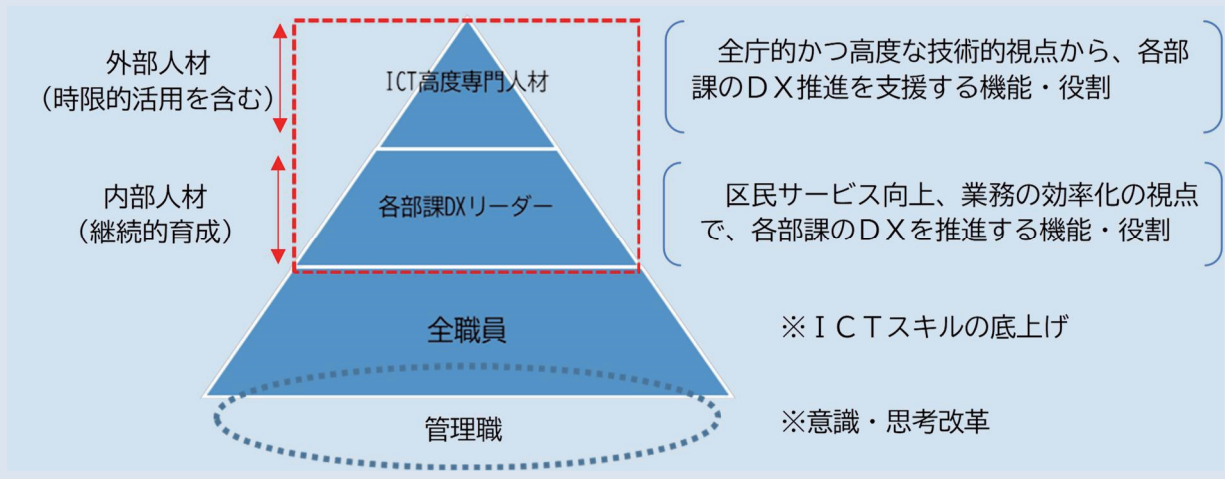 外部人材
（時限的活用を含む）
ICT高度専門人材
全庁的かつ高度な技術的視点から、各部
課のＤＸ推進を支援する機能・役割
内部人材
（継続的育成）
各部課DXリーダー
区民サービス向上、業務の効率化の視点
で、各部課のＤＸを推進する機能・役割
全職員
※ＩＣＴスキルの底上げ
管理職
※意識・思考改革